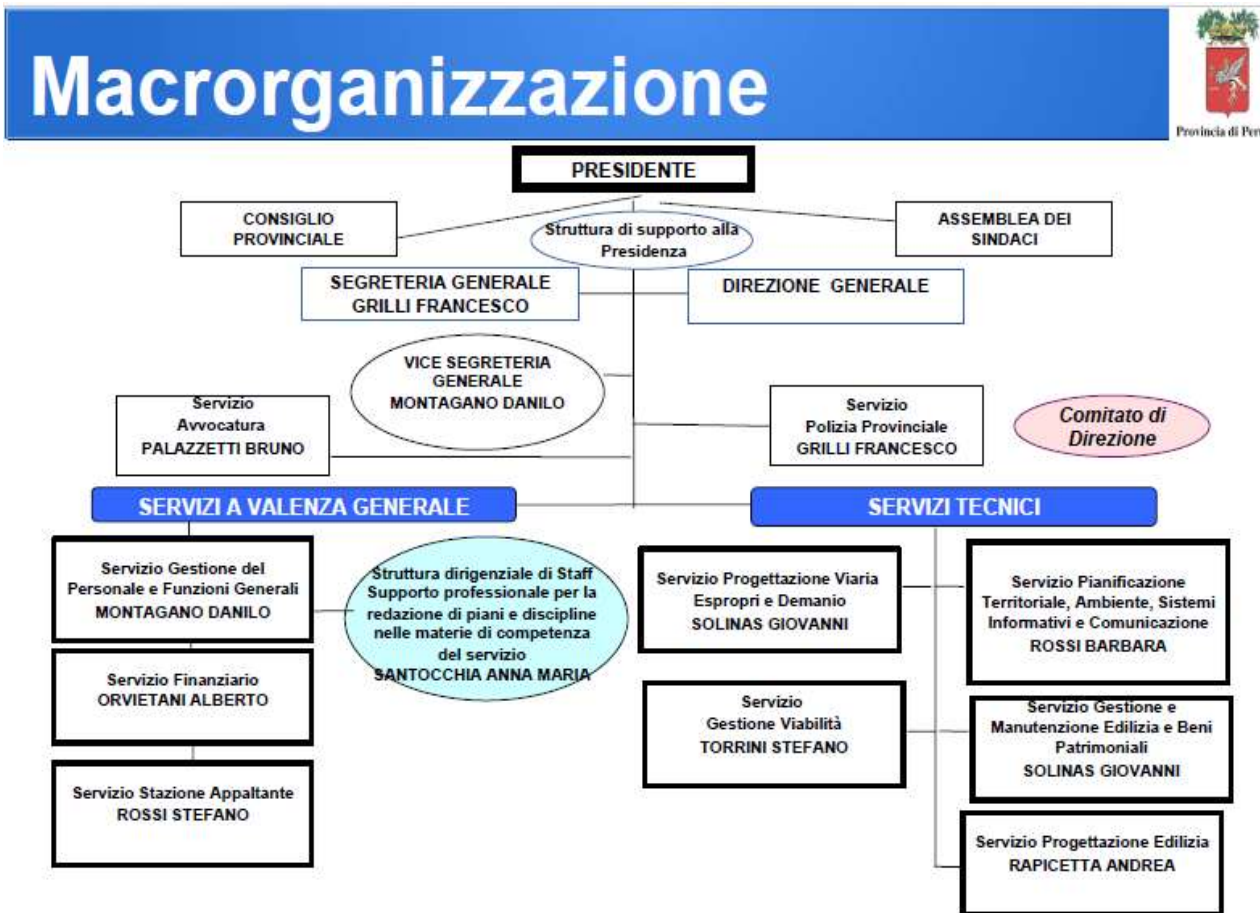 Macrorganizzazione
Provincia di Per
PRESIDENTE
CONSIGLIO
PROVINCIALE
Struttura di supporto alla
Presidenza
ASSEMBLEA DEI
SINDACI
SEGRETERIA GENERALE
GRILLI FRANCESCO
DIREZIONE GENERALE
VICE SEGRETERIA
GENERALE
MONTAGANO DANILO
Servizio
Avvocatura
PALAZZETTI BRUNO
Servizio
Polizia Provinciale
GRILLI FRANCESCO
Comitato di
Direzione
SERVIZI A VALENZA GENERALE
SERVIZI TECNICI
Servizio Gestione del
Personale e Funzioni Generali
MONTAGANO DANILO
Struttura dirigenziale di Staff
Supporto professionale per la
redazione di piani e discipline
nelle materie di competenza
del servizio
SANTOCCHIA ANNA MARIA
Servizio Progettazione Viaria
Espropri e Demanio
SOLINAS GIOVANNI
Servizio Pianificazione
Territoriale, Ambiente, Sistemi
Informativi e Comunicazione
ROSSI BARBARA
Servizio Finanziario
ORVIETANI ALBERTO
Servizio
Gestione Viabilità
TORRINI STEFANO
Servizio Gestione e
Manutenzione Edilizia e Beni
Patrimoniali
SOLINAS GIOVANNI
Servizio Stazione Appaltante
ROSSI STEFANO
Servizio Progettazione Edilizia
RAPICETTA ANDREA